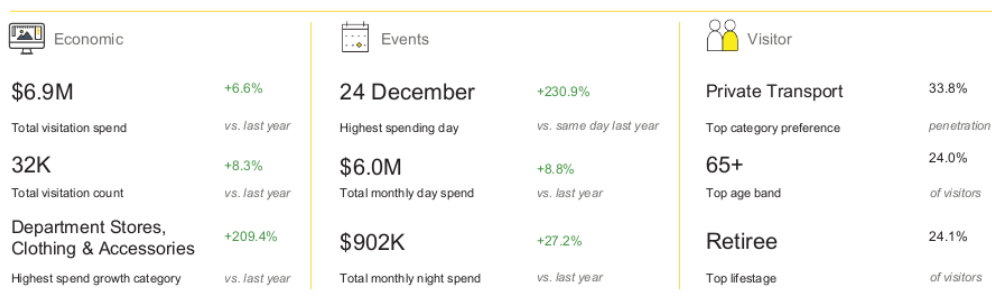 Economic
$6.9M +6.6%
Total visitation spend vs. last year
32K +8.3%
Total visitation count vs. last year
Department Stores,
Clothing & Accessories +209.4%
Highest spend growth category vs. last year
Events
24 December +230.9%
Highest spending day vs. same day last year
$6.0M +8.8%
Total monthly day spend vs. last year
$902K +27.2%
Total monthly night spend vs. last year
Visitor
Private Transport 33.8%
Top category preference penetration
65+ 24.0%
Top age band of visitors
Retiree 24.1%
Top lifestage of visitors